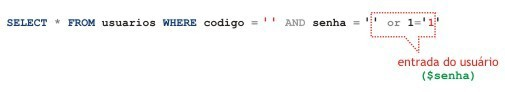 SELECT * FROM usuarios WHERE codigo = '' AND senha = '' or 1='1'
entrada do usuário
($senha)